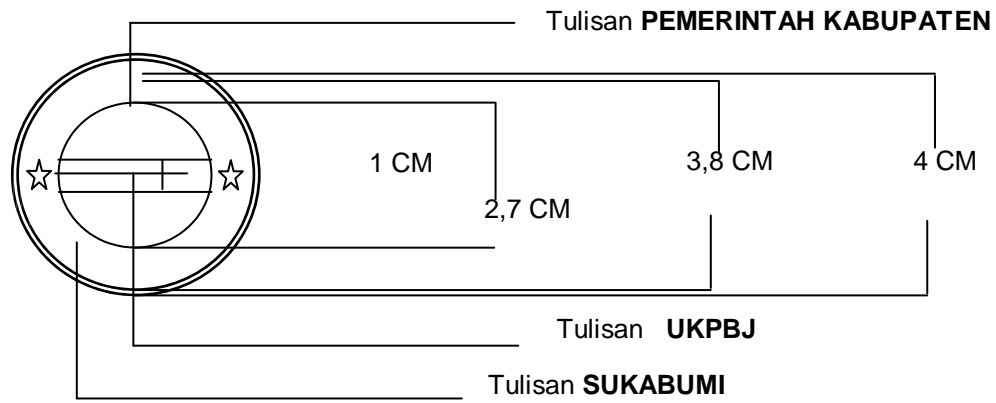 Tulisan PEMERINTAH KABUPATEN
1 CM
3,8 CM
4 CM
2,7 CM
Tulisan UKPBJ
Tulisan SUKABUMI